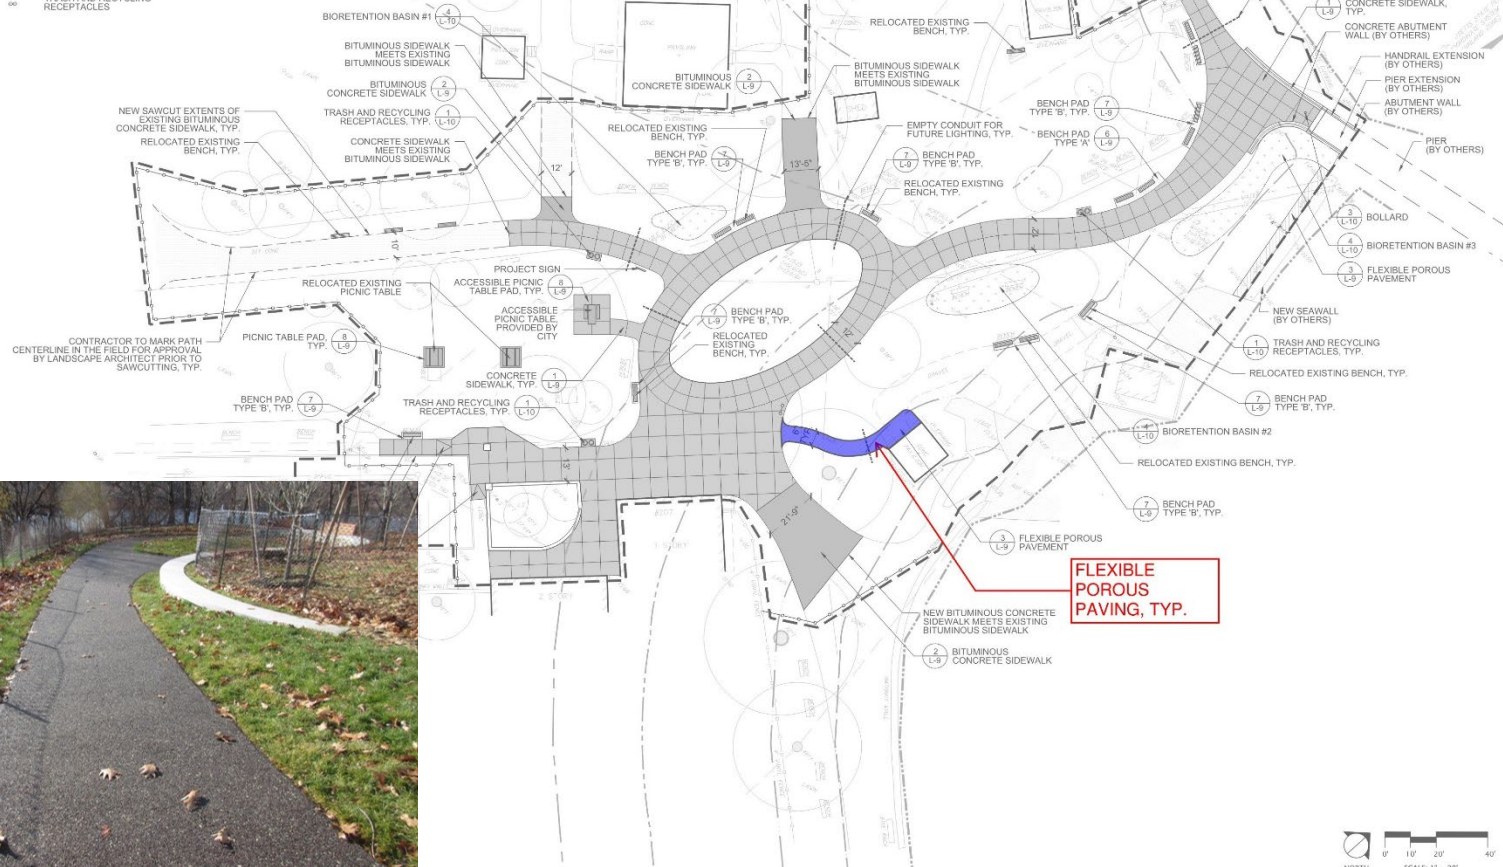 TRASH AND RECYCLING
RECEPTACLES
BIORETENTION BASIN #1
4
L-10
BITUMINOUS SIDEWALK
MEETS EXISTING
BITUMINOUS SIDEWALK
BITUMINOUS
CONCRETE SIDEWALK
2
L-9
NEW SAWCUT EXTENTS OF
EXISTING BITUMINOUS
CONCRETE SIDEWALK, TYP.
TRASH AND RECYCLING
RECEPTACLES, TYP.
1
L-10
RELOCATED EXISTING
BENCH, TYP.
CONCRETE SIDEWALK
MEETS EXISTING
BITUMINOUS SIDEWALK
12'
10'
BITUMINOUS
CONCRETE SIDEWALK
2
L-9
RELOCATED EXISTING
BENCH, TYP.
BENCH PAD
TYPE 'B', TYP.
7
L-9
13'-6"
RELOCATED EXISTING
BENCH, TYP.
BITUMINOUS SIDEWALK
MEETS EXISTING
BITUMINOUS SIDEWALK
EMPTY CONDUIT FOR
FUTURE LIGHTING, TYP.
7
L-9
BENCH PAD
TYPE 'B', TYP.
RELOCATED EXISTING
BENCH, TYP.
BENCH PAD
TYPE 'B', TYP.
7
L-9
BENCH PAD
TYPE 'A'
6
L-9
1
L-9
CONCRETE SIDEWALK,
TYP.
CONCRETE ABUTMENT
WALL (BY OTHERS)
HANDRAIL EXTENSION
(BY OTHERS)
PIER EXTENSION
(BY OTHERS)
ABUTMENT WALL
(BY OTHERS)
PIER
(BY OTHERS)
3
L-10
BOLLARD
4
L-10
BIORETENTION BASIN #3
3
L-9
FLEXIBLE POROUS
PAVEMENT
NEW SEAWALL
(BY OTHERS)
1
L-10
TRASH AND RECYCLING
RECEPTACLES, TYP.
RELOCATED EXISTING BENCH, TYP.
7
L-9
BENCH PAD
TYPE 'B', TYP.
4
L-10
BIORETENTION BASIN #2
RELOCATED EXISTING BENCH, TYP.
7
L-9
BENCH PAD
TYPE 'B', TYP.
12'
12'
PROJECT SIGN
RELOCATED EXISTING
PICNIC TABLE
ACCESSIBLE PICNIC
TABLE PAD, TYP.
8
L-9
ACCESSIBLE
PICNIC TABLE,
PROVIDED BY
CITY
7
L-9
BENCH PAD
TYPE 'B', TYP.
RELOCATED
EXISTING
BENCH, TYP.
CONTRACTOR TO MARK PATH
CENTERLINE IN THE FIELD FOR APPROVAL
BY LANDSCAPE ARCHITECT PRIOR TO
SAWCUTTING, TYP.
PICNIC TABLE PAD,
TYP.
8
L-9
CONCRETE
SIDEWALK, TYP.
1
L-9
BENCH PAD
TYPE 'B', TYP.
7
L-9
TRASH AND RECYCLING
RECEPTACLES, TYP.
1
L-10
13'
21'-9"
2 STORY
3
L-9
FLEXIBLE POROUS
PAVEMENT
FLEXIBLE
POROUS
PAVING, TYP.
NEW BITUMINOUS CONCRETE
SIDEWALK MEETS EXISTING
BITUMINOUS SIDEWALK
2
L-9
BITUMINOUS
CONCRETE SIDEWALK
0'
10'
20'
40'